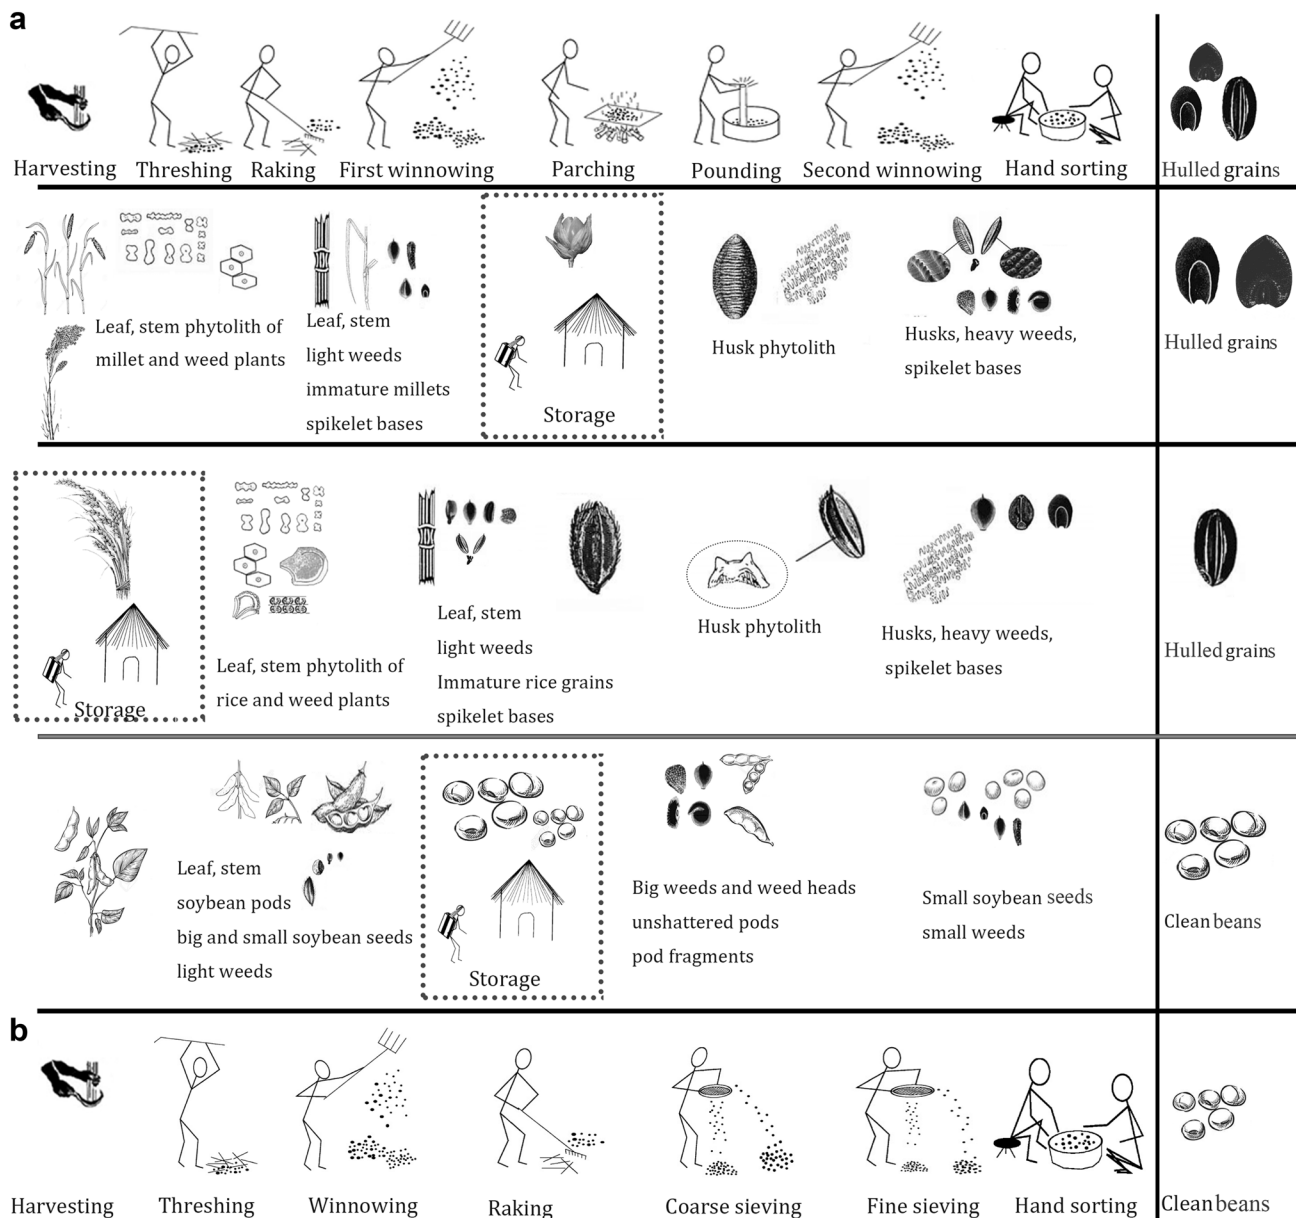 a
Harvesting Threshing Raking First winnowing Parching Pounding Second winnowing Hand sorting Hulled grains
Leaf, stem phytolith of
millet and weed plants
Leaf, stem
light weeds
immature millets
spikelet bases
Storage
Husk phytolith
Husks, heavy weeds,
spikelet bases
Hulled grains
Storage
Leaf, stem phytolith of
rice and weed plants
Leaf, stem
light weeds
Immature rice grains
spikelet bases
Husk phytolith
Husks, heavy weeds,
spikelet bases
Hulled grains
Leaf, stem
soybean pods
big and small soybean seeds
light weeds
Storage
Big weeds and weed heads
unshattered pods
pod fragments
Small soybean seeds
small weeds
Clean beans
b
Harvesting Threshing Winnowing Raking Coarse sieving Fine sieving Hand sorting Clean beans